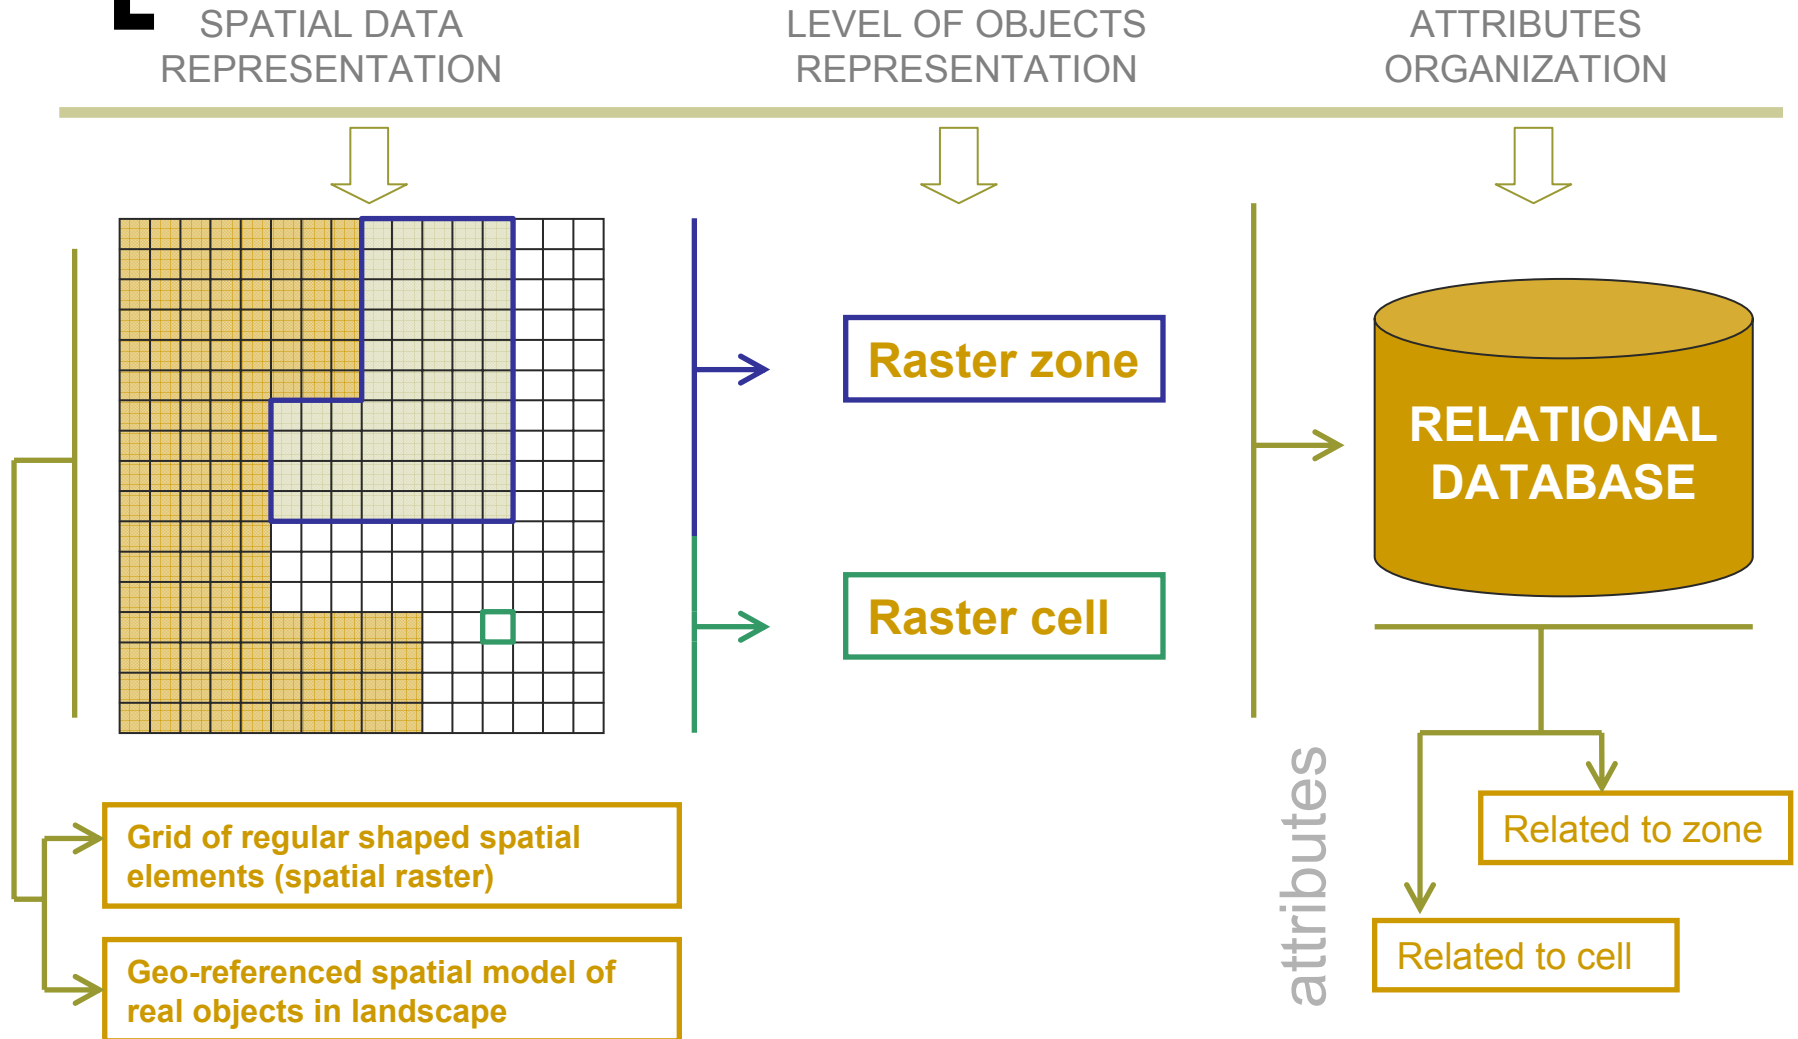 SPATIAL DATA
REPRESENTATION
LEVEL OF OBJECTS
REPRESENTATION
ATTRIBUTES
ORGANIZATION
Raster zone
Raster cell
RELATIONAL
DATABASE
Grid of regular shaped spatial
elements (spatial raster)
Geo-referenced spatial model of
real objects in landscape
attributes
Related to zone
Related to cell